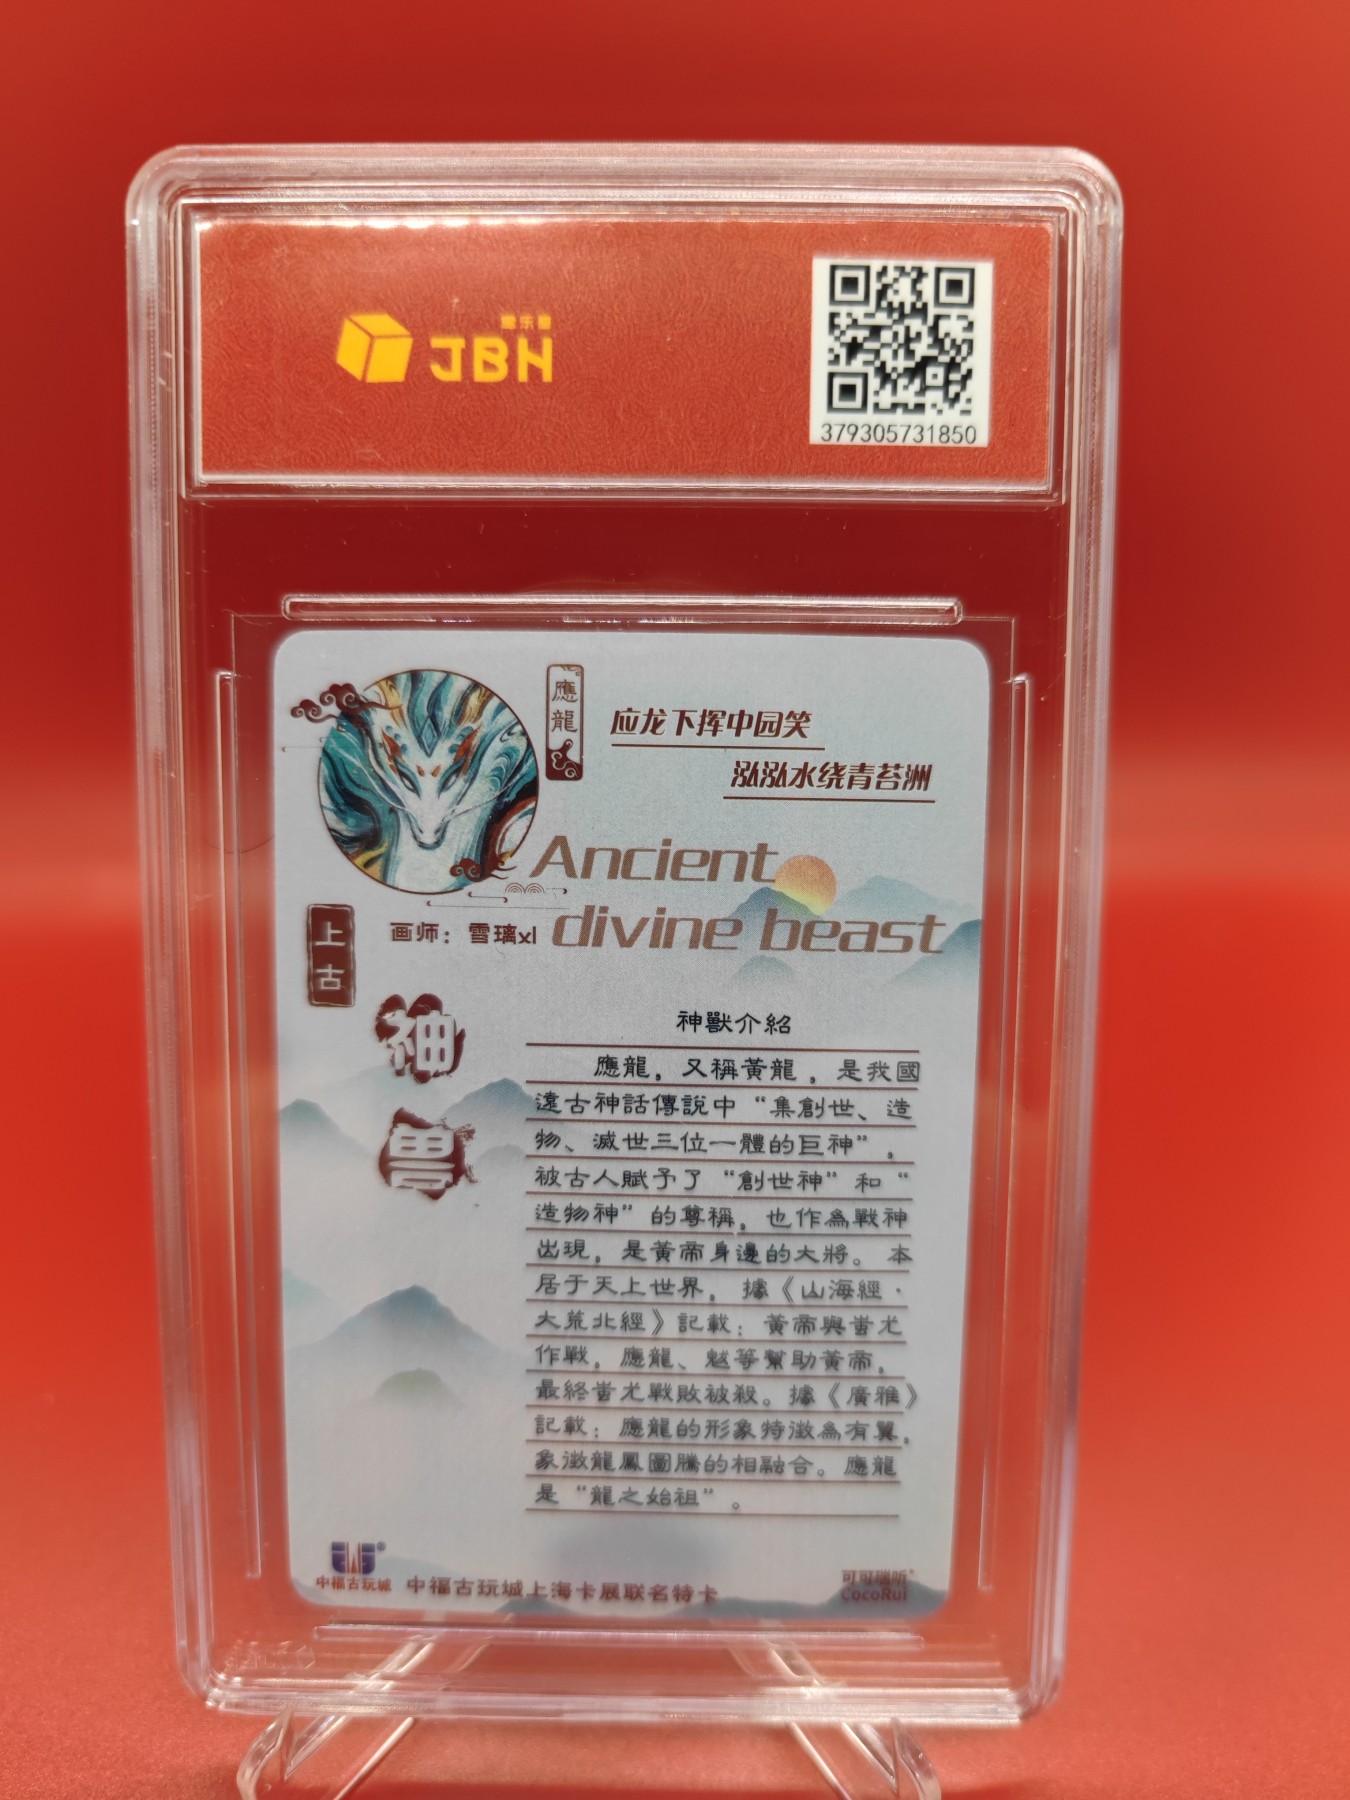 JBH
379305731850
應龍
应龙下挥中园笑
泓泓水绕青苔洲
Ancient
divine beast
画师：雪璃xl
上古
神兽
神獸介紹
應龍，又稱黃龍，是我國
遠古神話傳說中“集創世、造
物、滅世三位一體的巨神”，
被古人賦予了“創世神”和“
造物神”的尊稱，也作為戰神
出現，是黃帝身邊的大將。本
居于天上世界，據《山海經·
大荒北經》記載：黃帝與蚩尤
作戰，應龍、魃等幫助黃帝，
最終蚩尤戰敗被殺。據《廣雅》
記載：應龍的形象特徵為有翼，
象徵龍鳳圖騰的相融合。應龍
是“龍之始祖”。
中福古玩城
中福古玩城上海卡展联名特卡
可可瑞昕
CocoRui